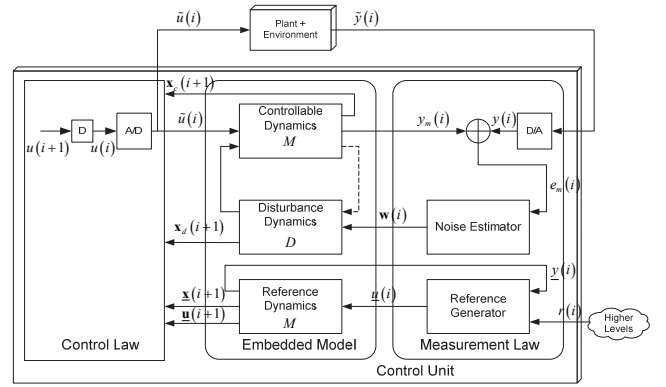 ũ(i)
Plant +
Environment
ỹ(i)
x_c(i+1)
u(i+1)
D
u(i)
A/D
ũ(i)
Controllable
Dynamics
M
y_m(i)
y(i)
D/A
e_m(i)
x_d(i+1)
Disturbance
Dynamics
D
w(i)
Noise Estimator
x(i+1)
u(i+1)
Reference
Dynamics
M
u(i)
y(i)
Reference
Generator
r(i)
Higher
Levels
Control Law
Embedded Model
Measurement Law
Control Unit